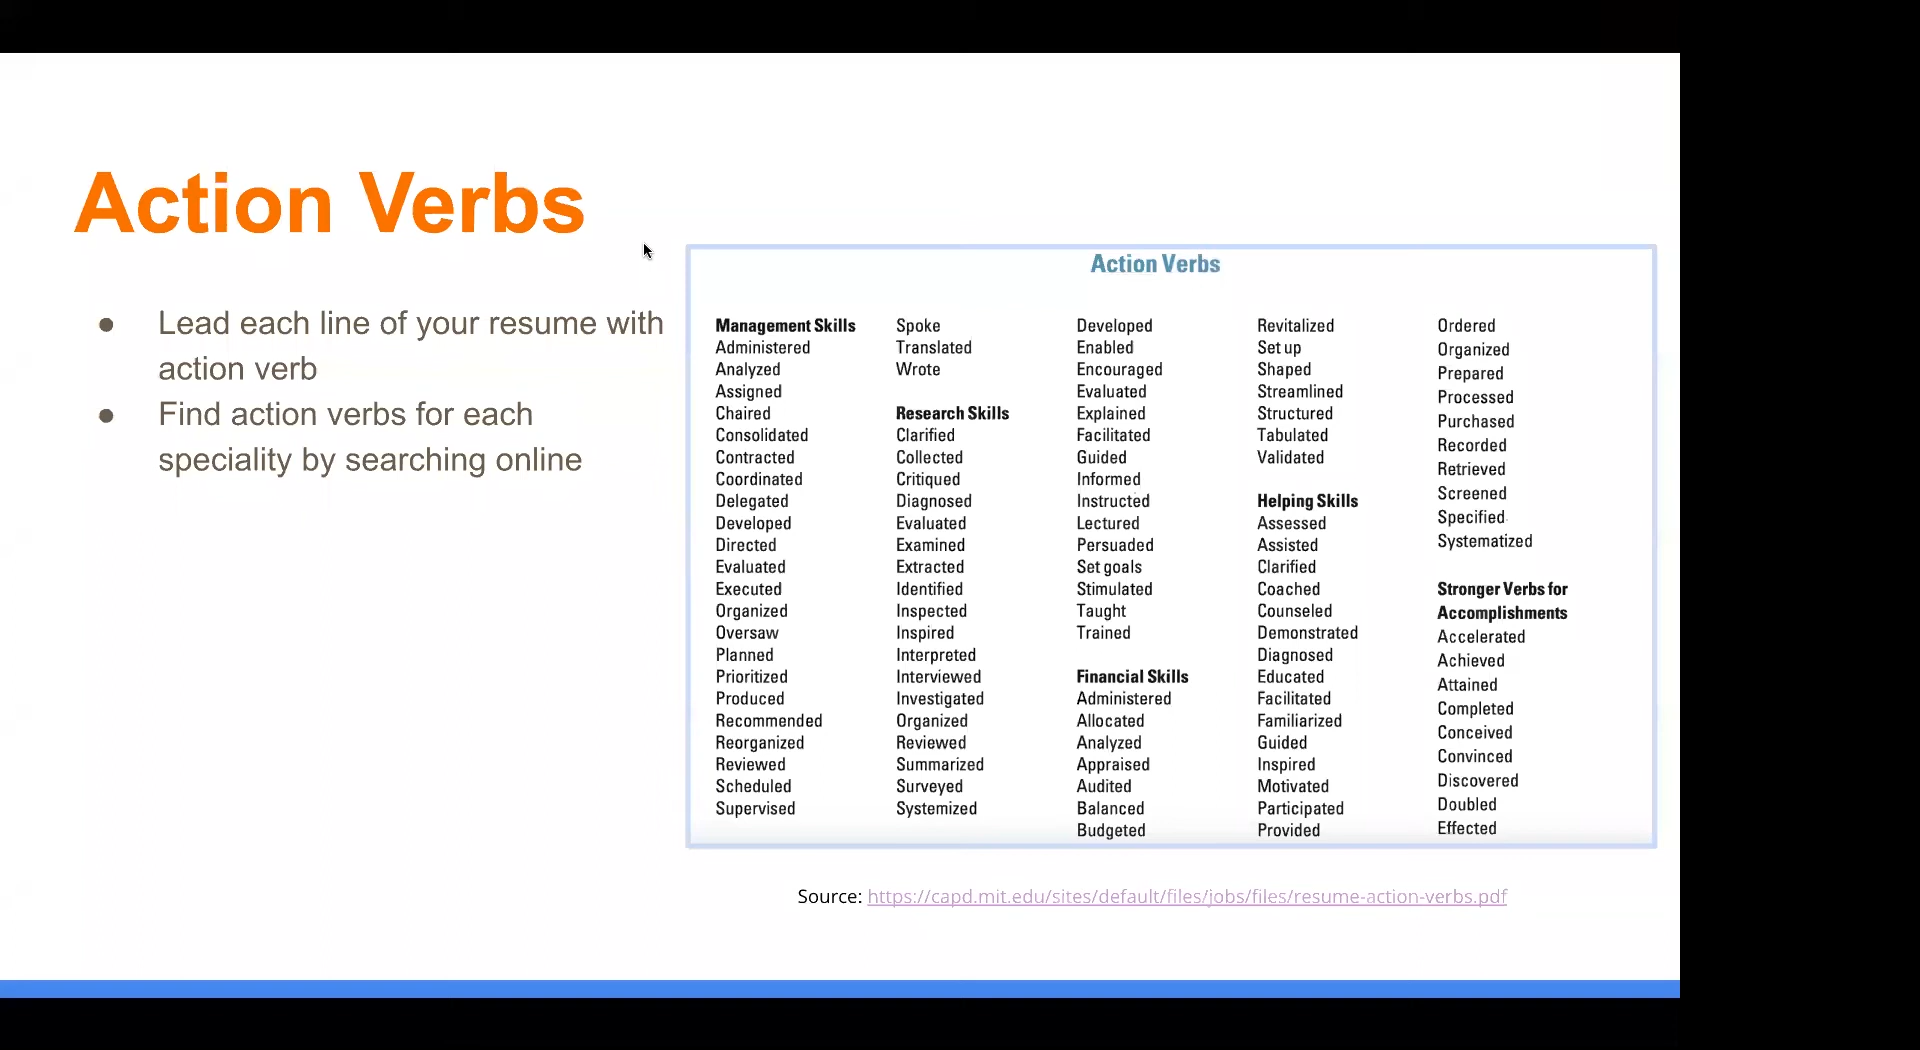 Action Verbs
● Lead each line of your resume with
action verb
● Find action verbs for each
speciality by searching online
Action Verbs
Management Skills
Administered
Analyzed
Assigned
Chaired
Consolidated
Contracted
Coordinated
Delegated
Developed
Directed
Evaluated
Executed
Organized
Oversaw
Planned
Prioritized
Produced
Recommended
Reorganized
Reviewed
Scheduled
Supervised
Spoke
Translated
Wrote
Research Skills
Clarified
Collected
Critiqued
Diagnosed
Evaluated
Examined
Extracted
Identified
Inspected
Inspired
Interpreted
Interviewed
Investigated
Organized
Reviewed
Summarized
Surveyed
Systemized
Developed
Enabled
Encouraged
Evaluated
Explained
Facilitated
Guided
Informed
Instructed
Lectured
Persuaded
Set goals
Stimulated
Taught
Trained
Financial Skills
Administered
Allocated
Analyzed
Appraised
Audited
Balanced
Budgeted
Revitalized
Set up
Shaped
Streamlined
Structured
Tabulated
Validated
Helping Skills
Assessed
Assisted
Clarified
Coached
Counseled
Demonstrated
Diagnosed
Educated
Facilitated
Familiarized
Guided
Inspired
Motivated
Participated
Provided
Ordered
Organized
Prepared
Processed
Purchased
Recorded
Retrieved
Screened
Specified
Systematized
Stronger Verbs for
Accomplishments
Accelerated
Achieved
Attained
Completed
Conceived
Convinced
Discovered
Doubled
Effected
Source: https://capd.mit.edu/sites/default/files/jobs/files/resume-action-verbs.pdf